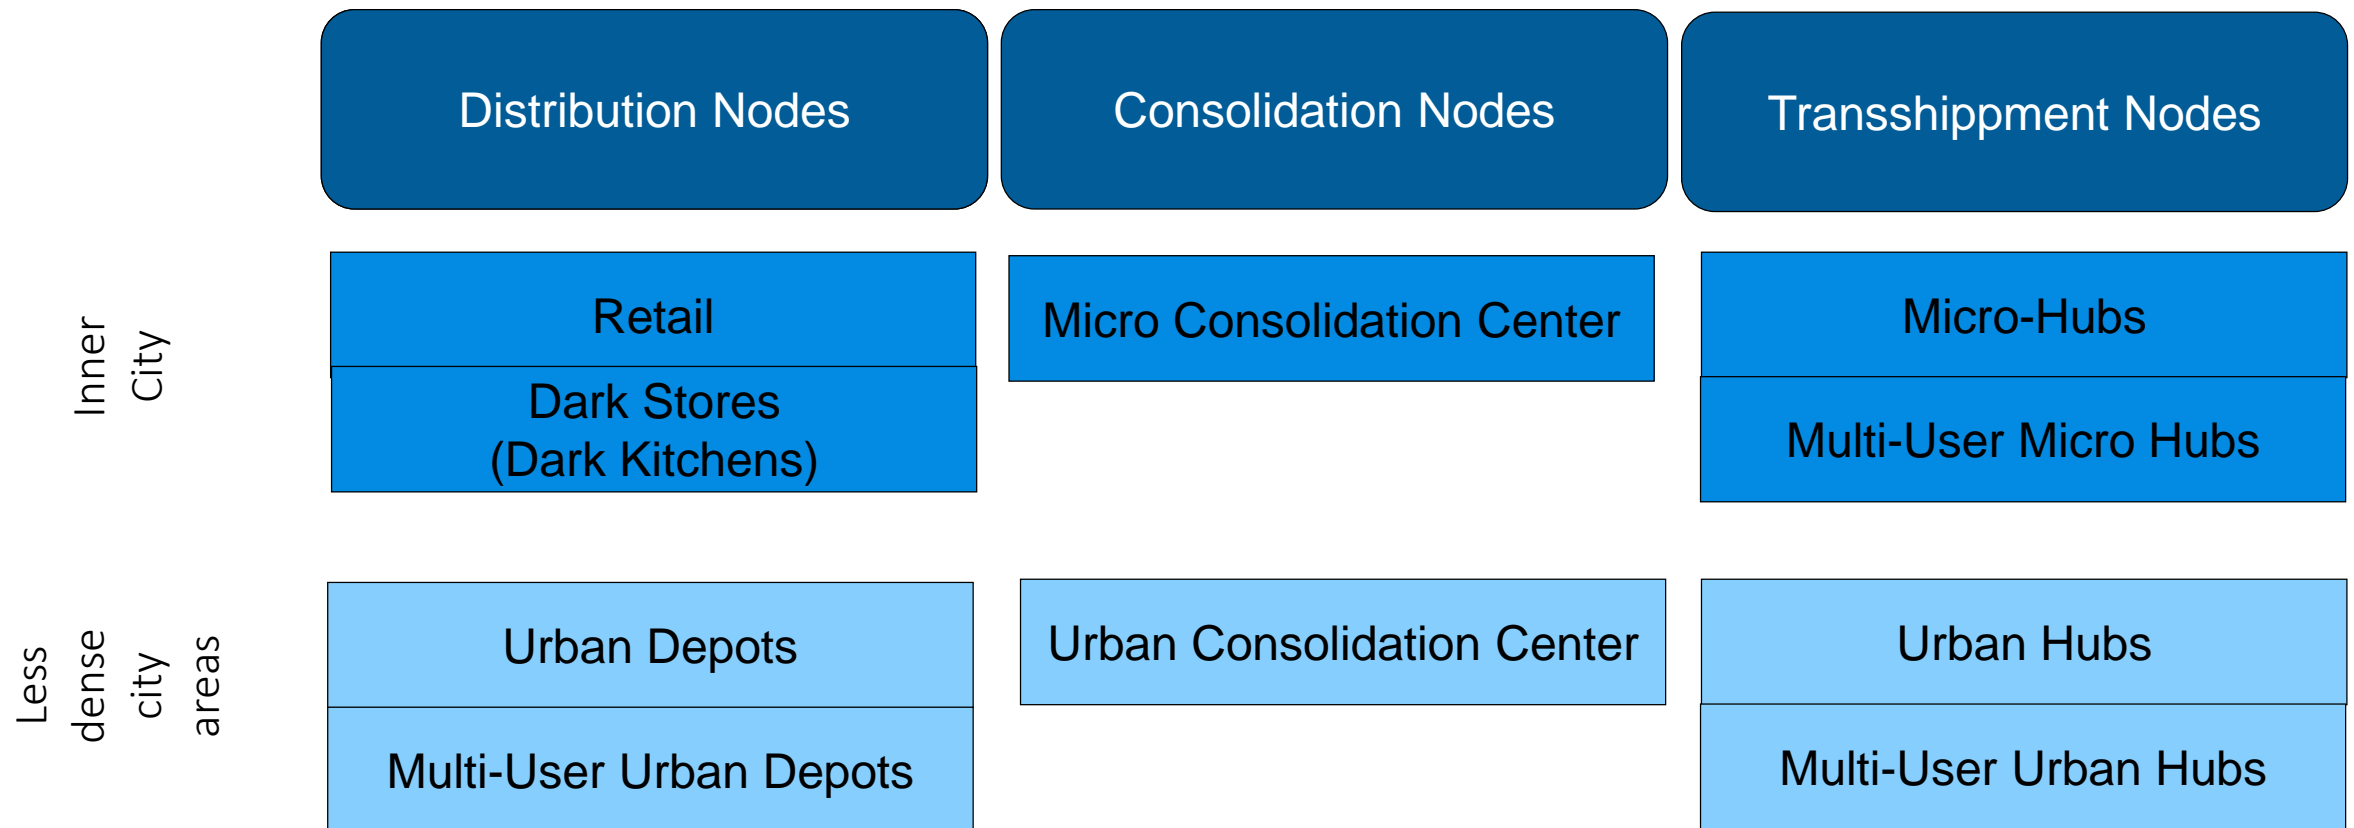 Distribution Nodes
Consolidation Nodes
Transshippment Nodes
Inner
City
Retail
Micro Consolidation Center
Micro-Hubs
Dark Stores
(Dark Kitchens)
Multi-User Micro Hubs
Less
dense
city
areas
Urban Depots
Urban Consolidation Center
Urban Hubs
Multi-User Urban Depots
Multi-User Urban Hubs